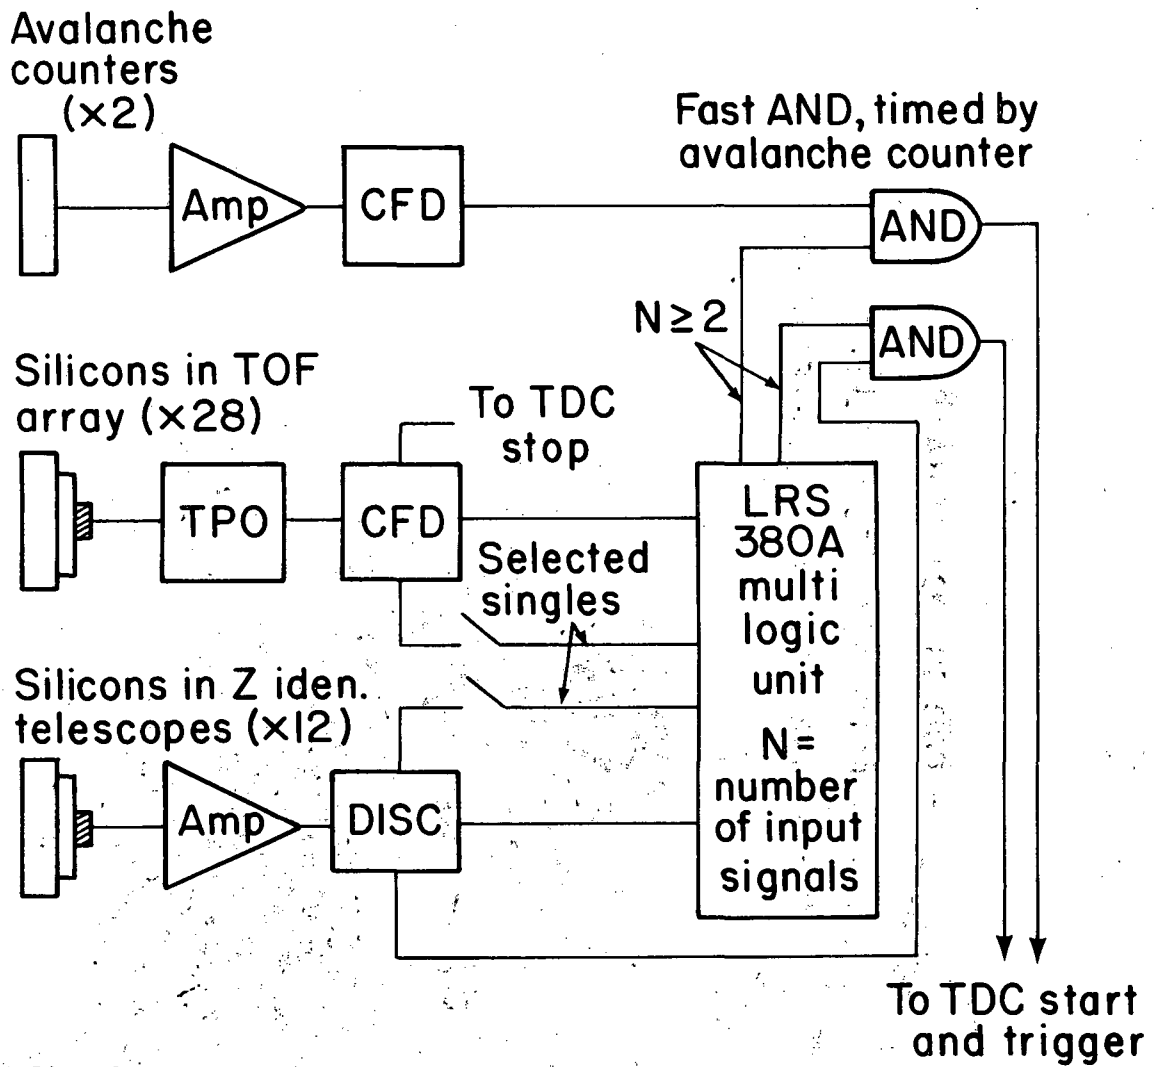 Avalanche
counters
(×2)
Amp
CFD
Fast AND, timed by
avalanche counter
AND
N ≥ 2
AND
Silicons in TOF
array (×28)
TPO
CFD
To TDC
stop
Selected
singles
LRS
380A
multi
logic
unit
N =
number
of input
signals
Silicons in Z iden.
telescopes (×12)
Amp
DISC
To TDC start
and trigger